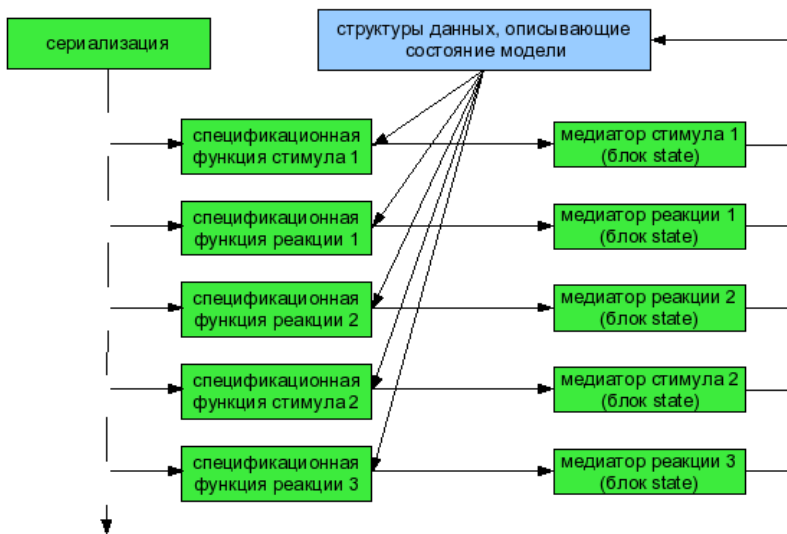 сериализация
структуры данных, описывающие
состояние модели
спецификационная
функция стимула 1
медиатор стимула 1
(блок state)
спецификационная
функция реакции 1
медиатор реакции 1
(блок state)
спецификационная
функция реакции 2
медиатор реакции 2
(блок state)
спецификационная
функция стимула 2
медиатор стимула 2
(блок state)
спецификационная
функция реакции 3
медиатор реакции 3
(блок state)